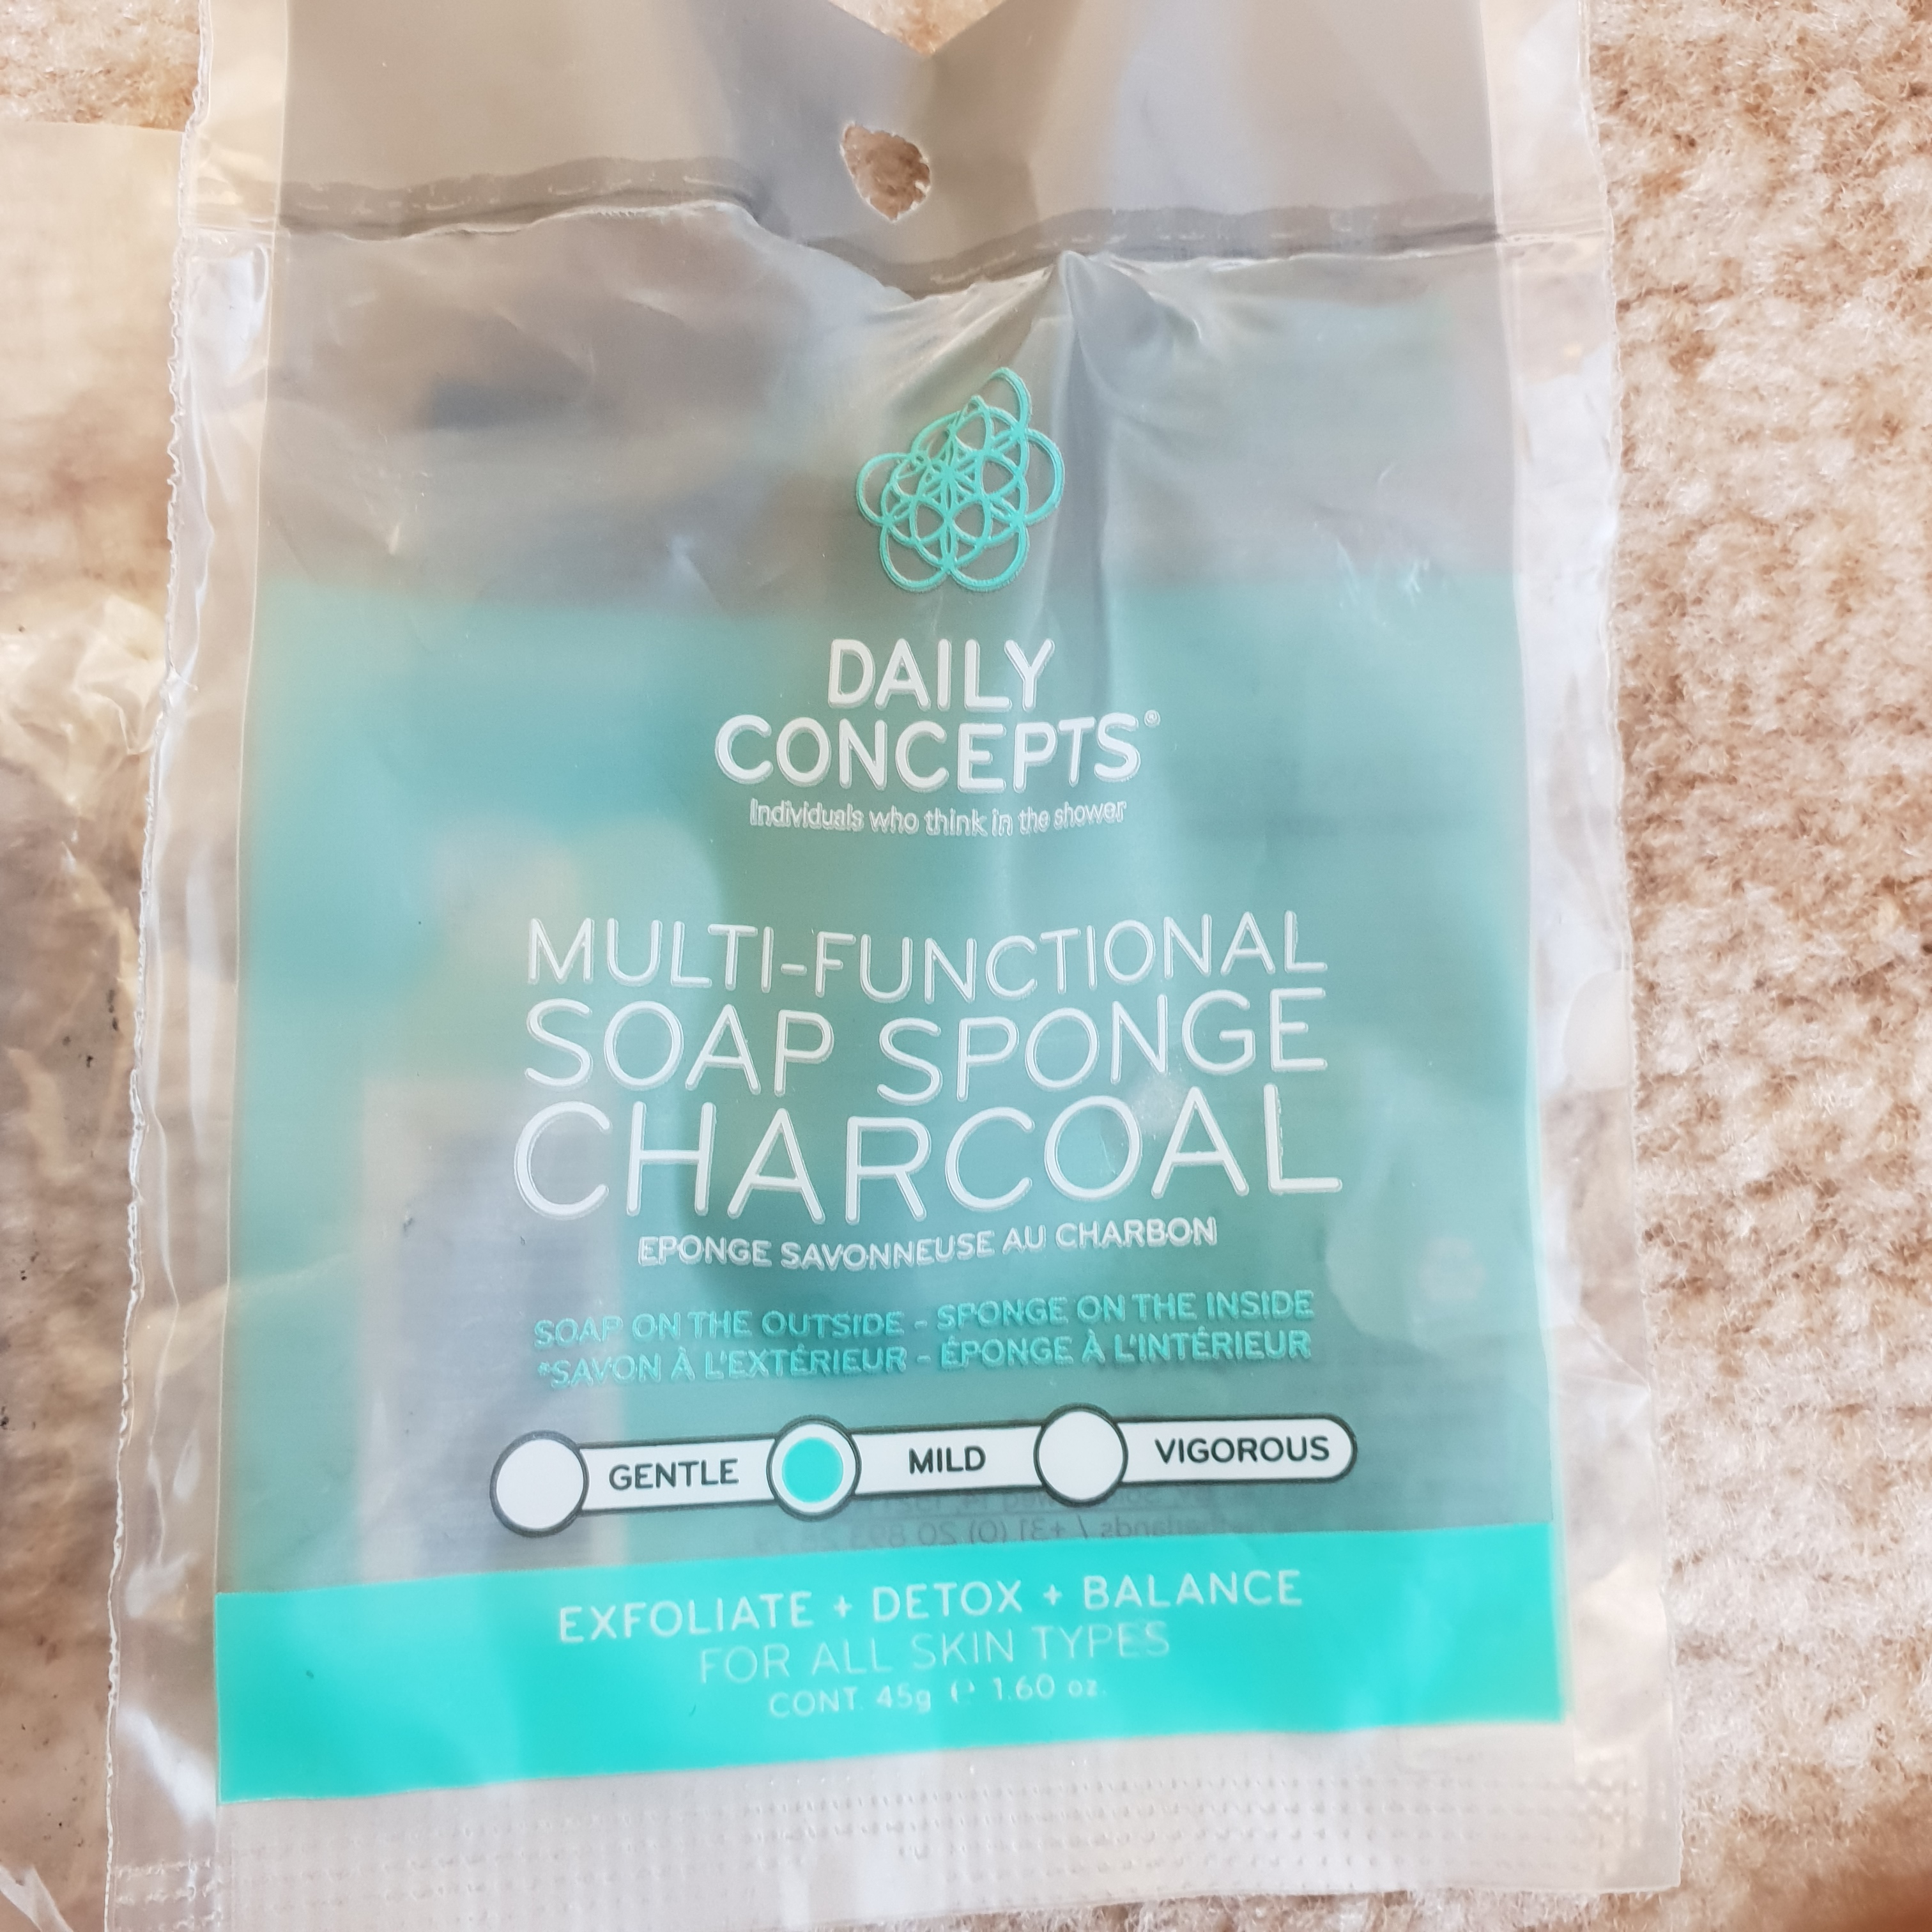 DAILY
CONCEPTS®
Individuals who think in the shower
MULTI-FUNCTIONAL
SOAP SPONGE
CHARCOAL
EPONGE SAVONNEUSE AU CHARBON
SOAP ON THE OUTSIDE - SPONGE ON THE INSIDE
*SAVON À L'EXTÉRIEUR - ÉPONGE À L'INTÉRIEUR
GENTLE MILD VIGOROUS
EXFOLIATE + DETOX + BALANCE
FOR ALL SKIN TYPES
CONT. 45g ℮ 1.60 oz.